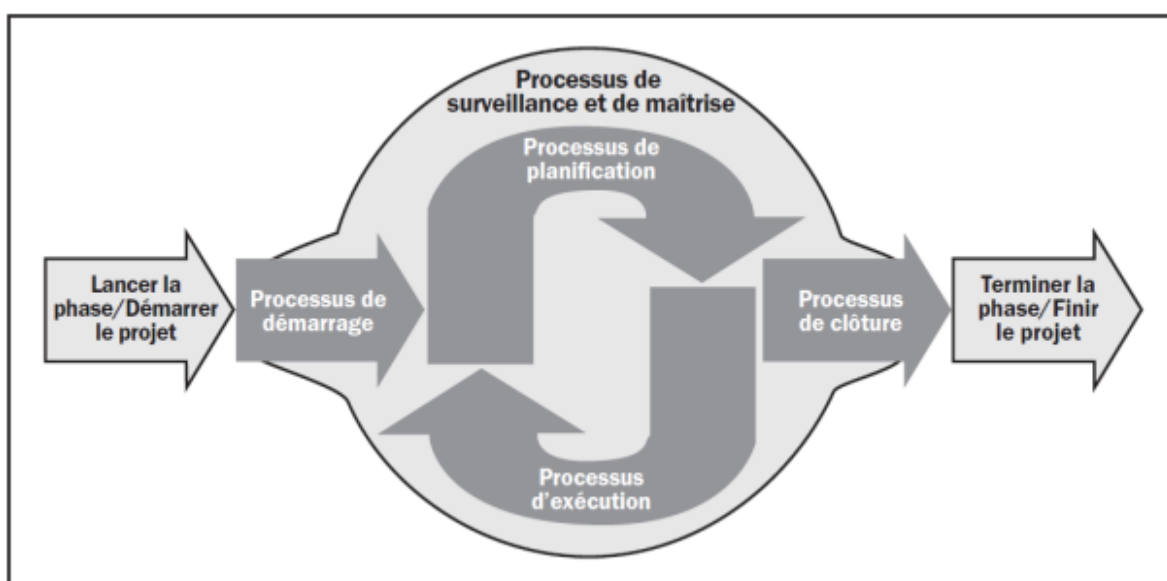 Processus de
surveillance et de maîtrise
Processus de
planification
Lancer la
phase/Démarrer
le projet
Processus de
démarrage
Processus
de clôture
Terminer la
phase/Finir
le projet
Processus
d'exécution